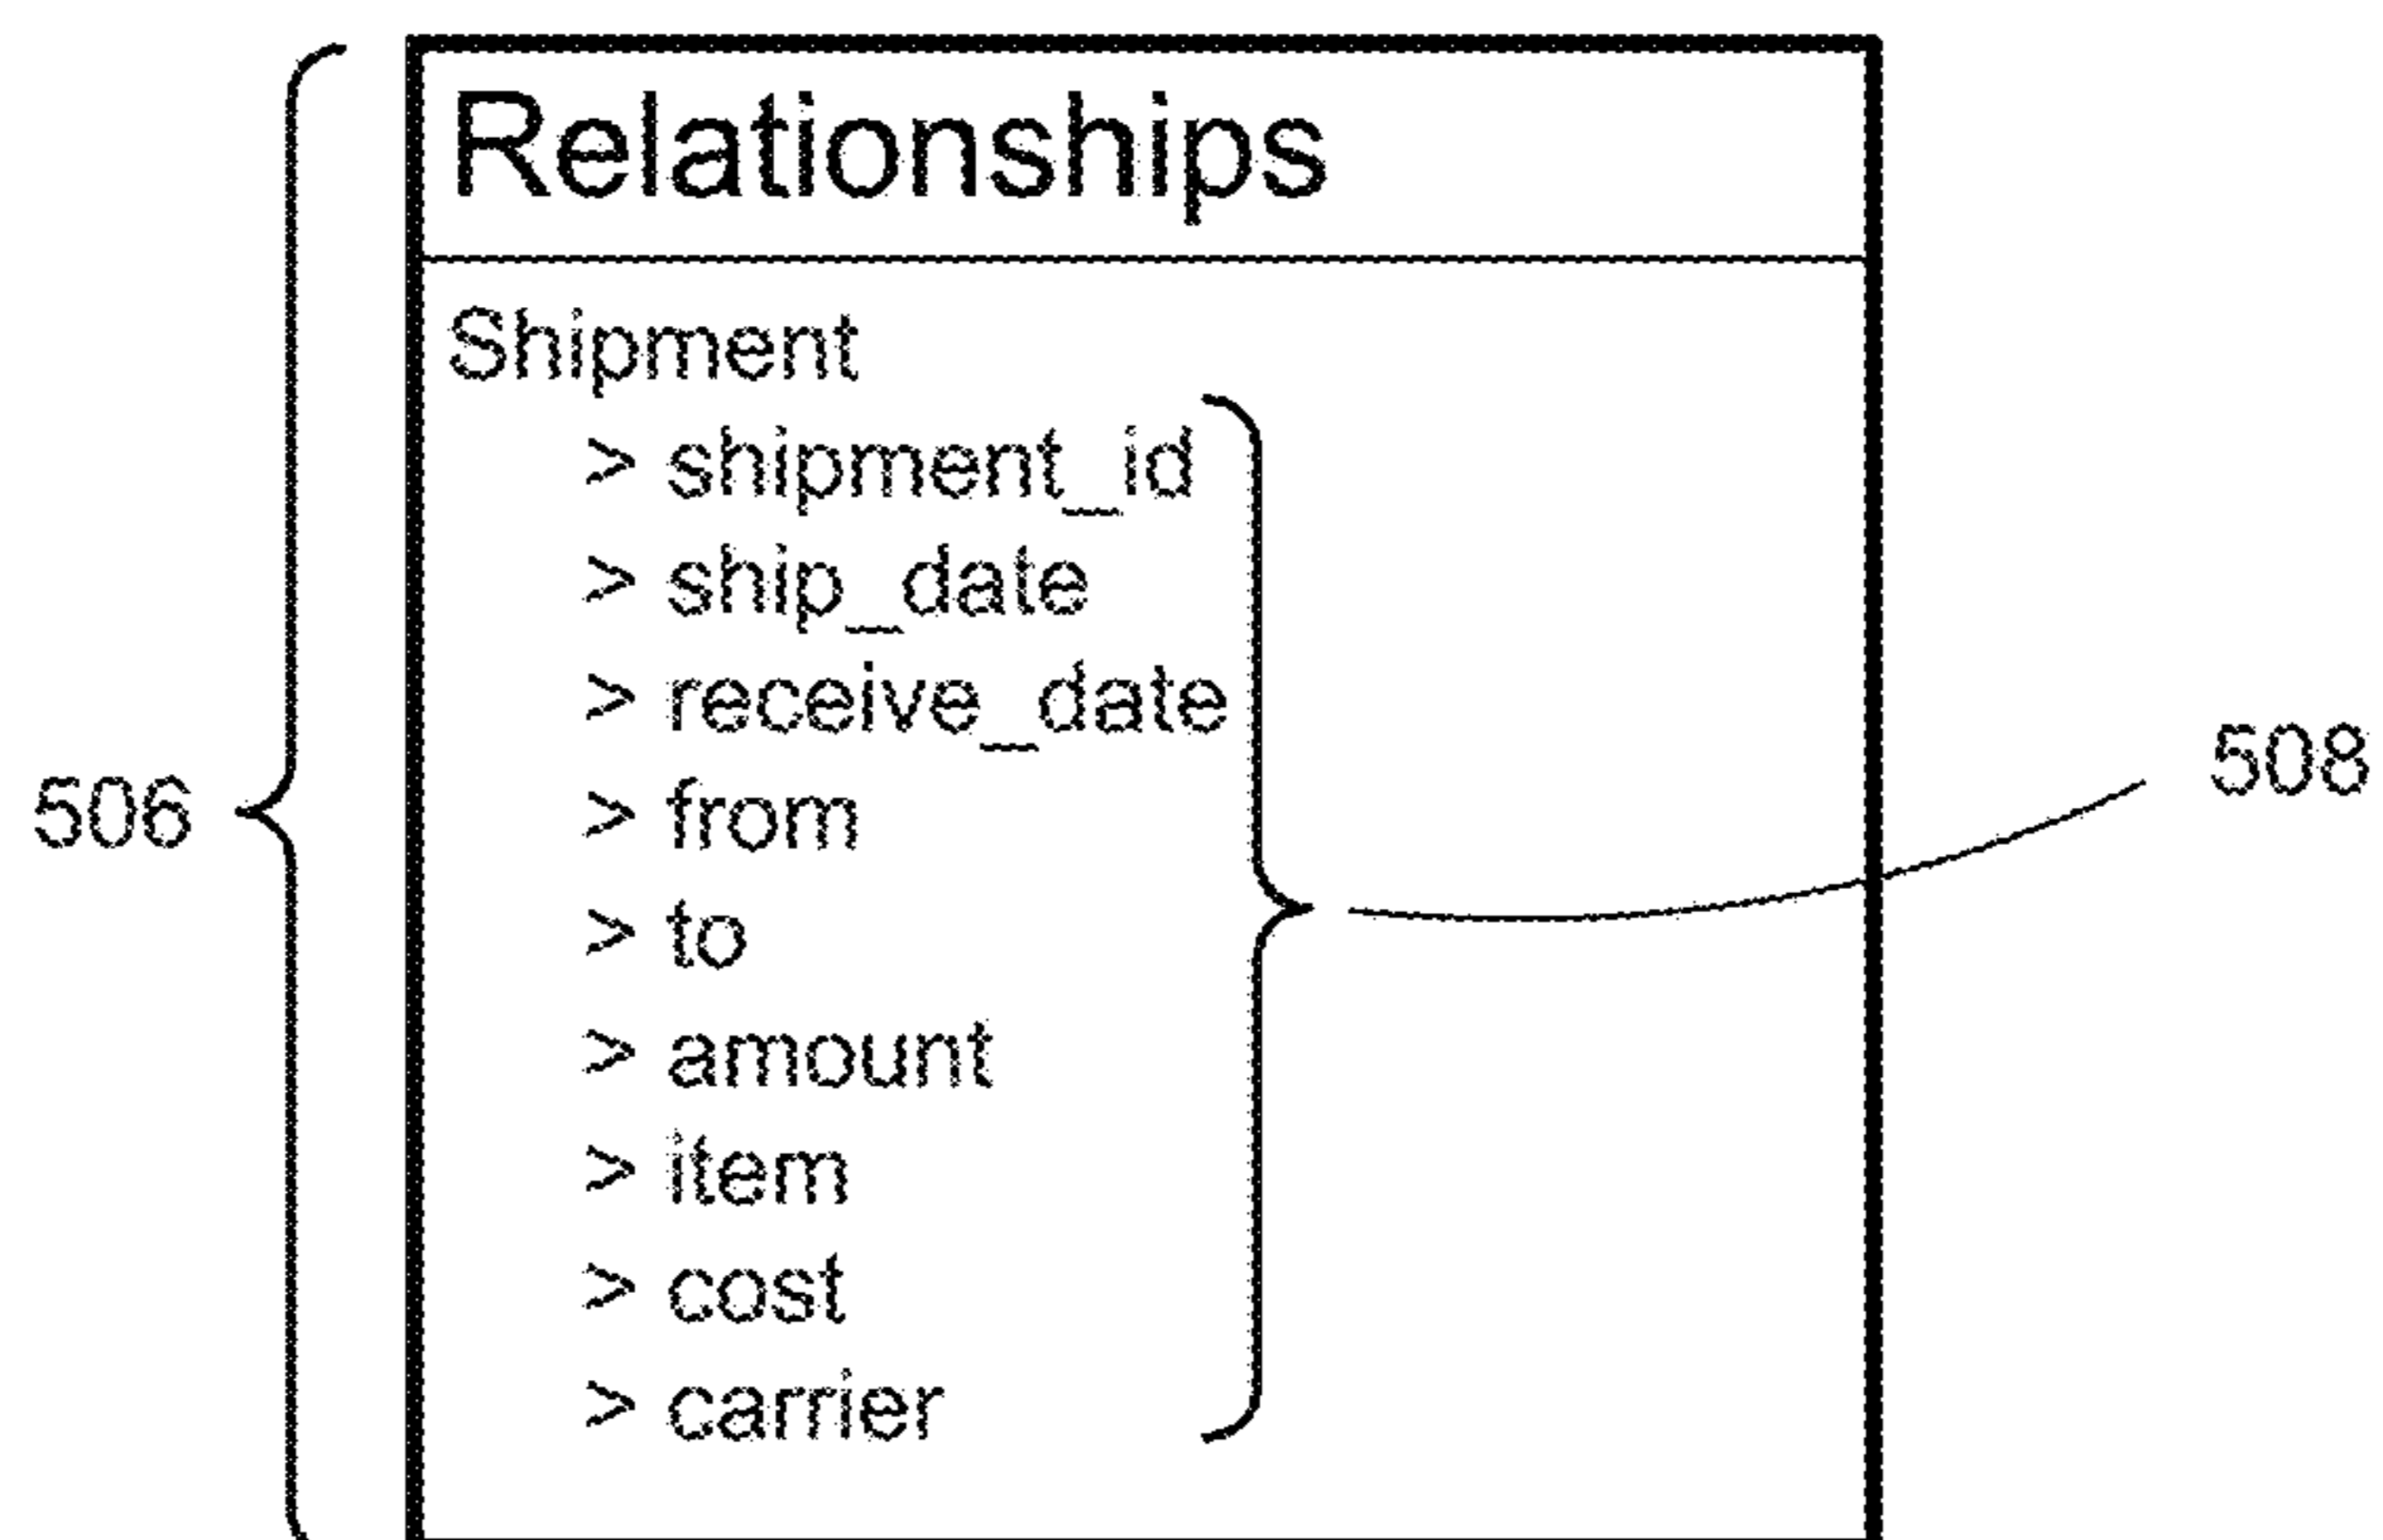 Relationships
Shipment
> shipment_id
> ship_date
> receive_date
> from
> to
> amount
> item
> cost
> carrier
506
508